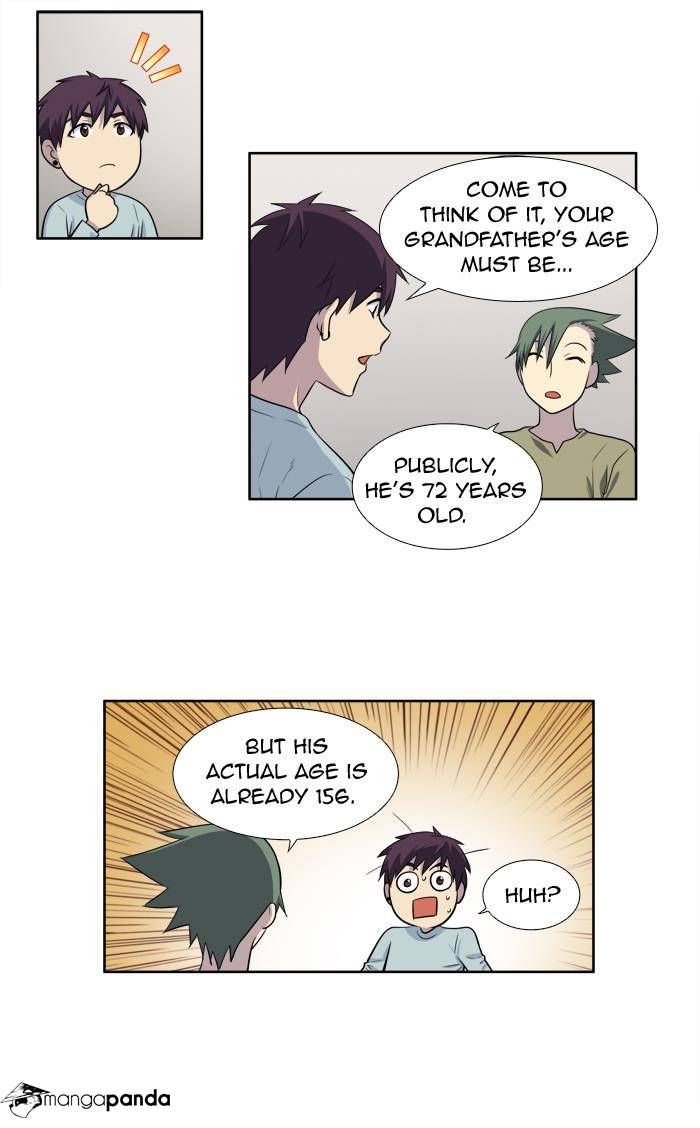 COME TO
THINK OF IT, YOUR
GRANDFATHER'S AGE
MUST BE...
PUBLICLY,
HE'S 72 YEARS
OLD.
BUT HIS
ACTUAL AGE IS
ALREADY 156.
HUH?
mangapanda